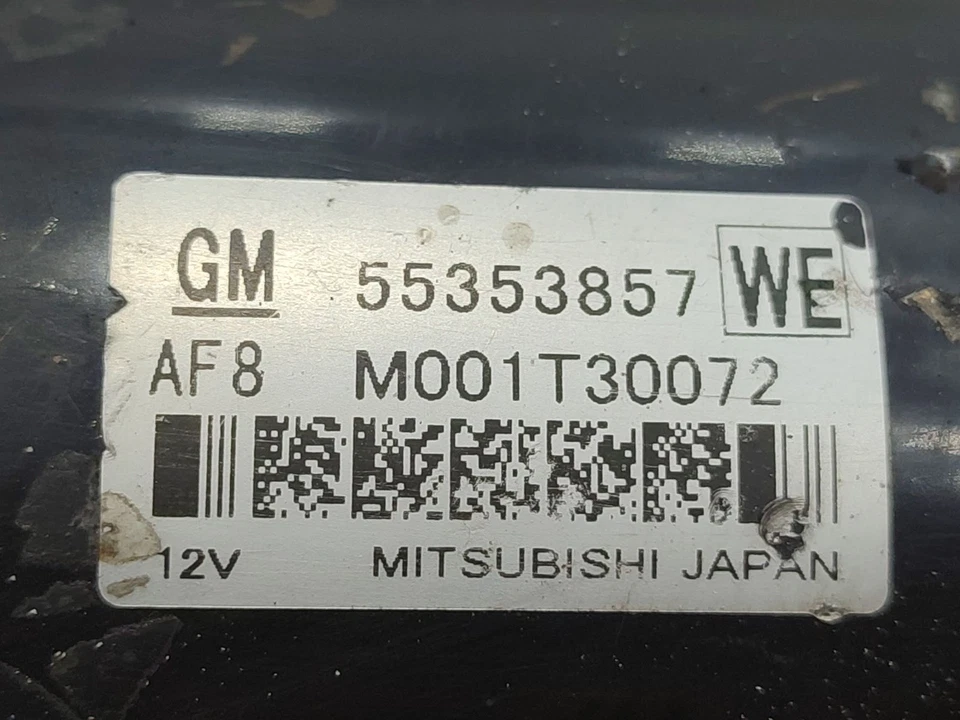 GM 55353857 WE
AF8 M001T30072
12V MITSUBISHI JAPAN